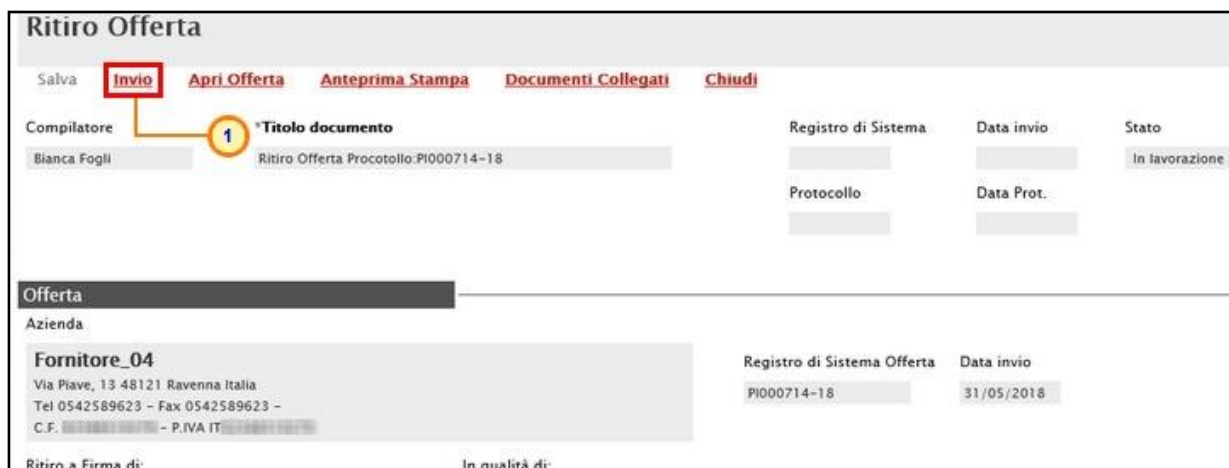 Ritiro Offerta
Salva Invio Apri Offerta Anteprima Stampa Documenti Collegati Chiudi
1
Compilatore *Titolo documento Registro di Sistema Data invio Stato
Bianca Fogli Ritiro Offerta Procotollo:PI000714-18 In lavorazione
Protocollo Data Prot.
Offerta
Azienda
Fornitore_04 Registro di Sistema Offerta Data invio
Via Piave, 13 48121 Ravenna Italia PI000714-18 31/05/2018
Tel 0542589623 - Fax 0542589623 -
C.F. - P.IVA IT
Ritiro a Firma di: In qualità di: